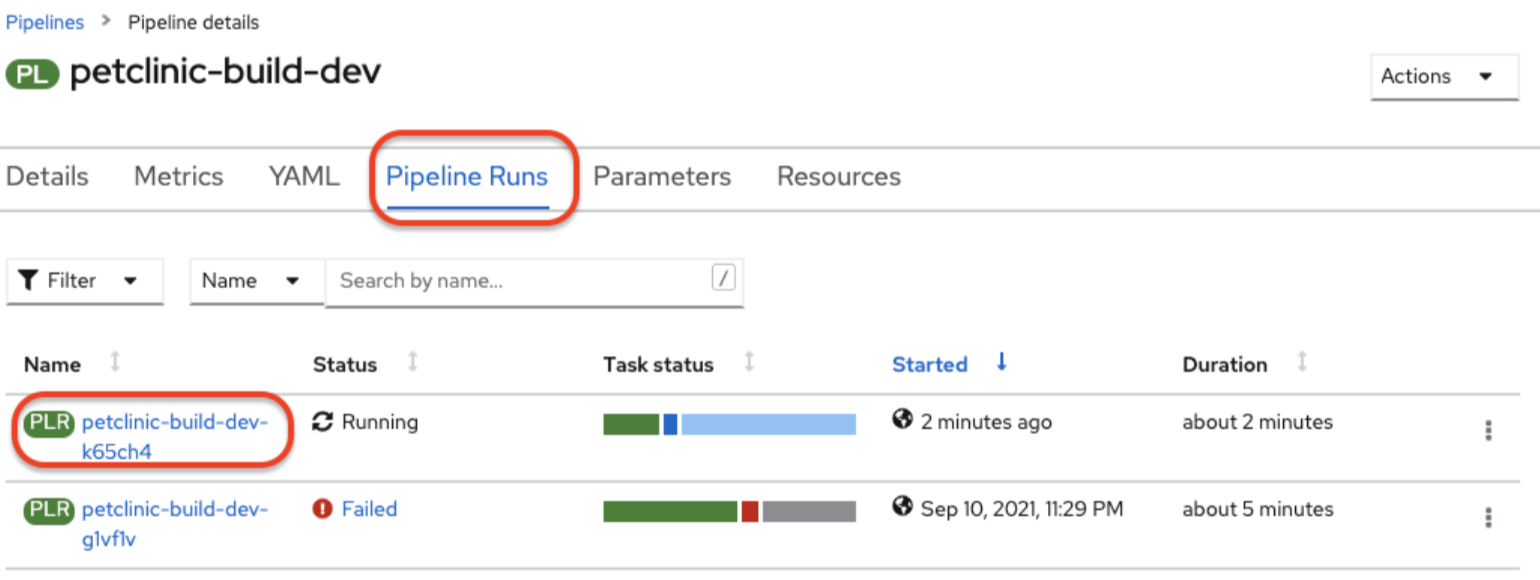 Pipelines > Pipeline details
PL petclinic-build-dev
Actions
Details Metrics YAML Pipeline Runs Parameters Resources
Filter Name Search by name... /
Name Status Task status Started Duration
PLR petclinic-build-dev- Running 2 minutes ago about 2 minutes
k65ch4
PLR petclinic-build-dev- Failed Sep 10, 2021, 11:29 PM about 5 minutes
g1vf1v